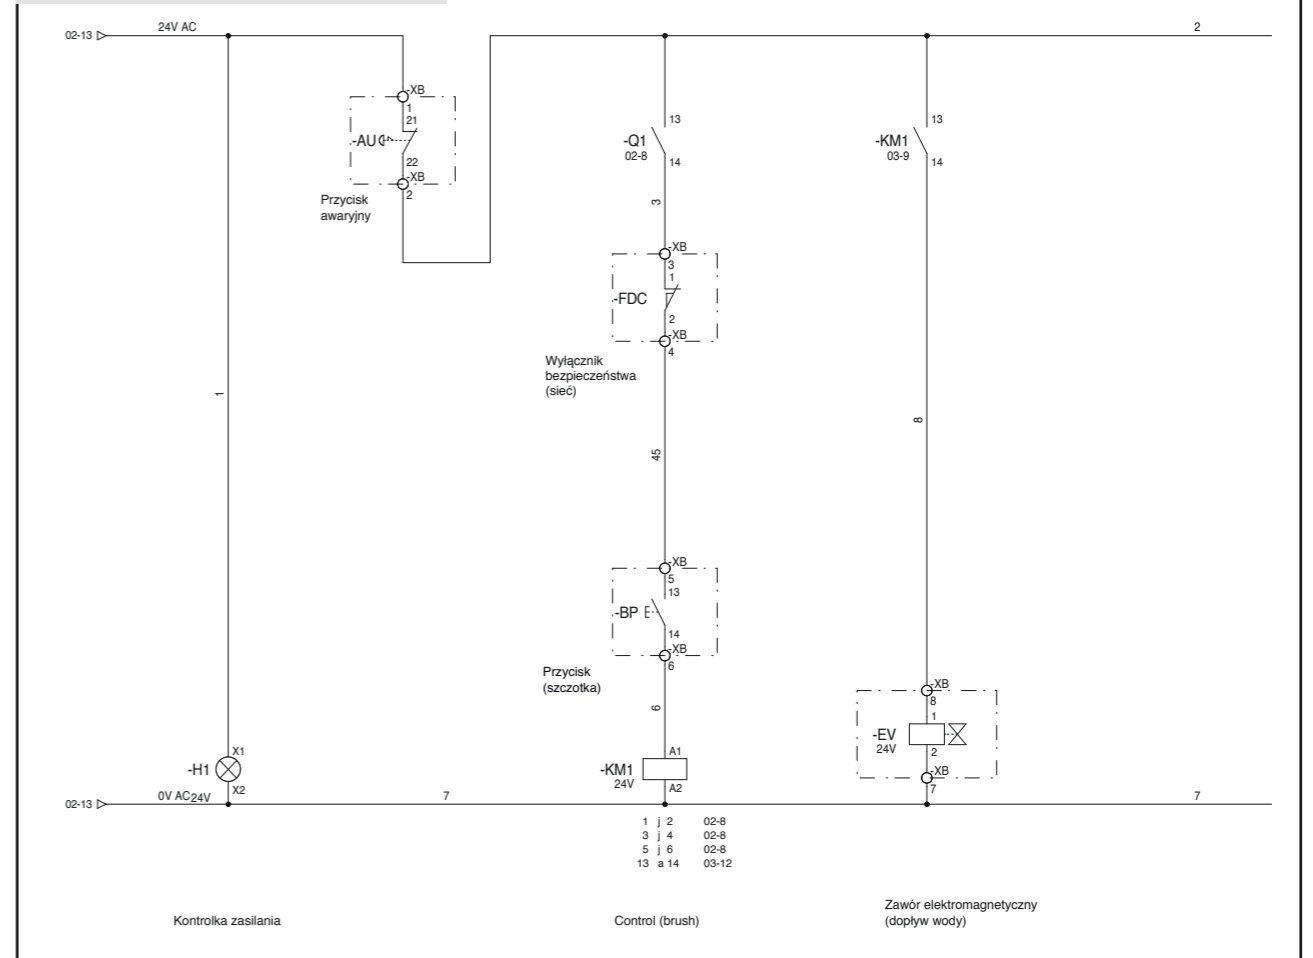 02-13
24V AC
2
-XB
1
21
-AU
22
-XB
2
Przycisk
awaryjny
13
-Q1
02-8
14
3
13
-KM1
03-9
14
-XB
3
1
-FDC
2
-XB
4
Wyłącznik
bezpieczeństwa
(sieć)
1
45
8
-XB
5
13
-BP
14
-XB
6
Przycisk
(szczotka)
6
-XB
8
1
-EV
24V
2
-XB
7
X1
-H1
X2
A1
-KM1
24V
A2
02-13
0V AC 24V
7
7
1 j 2 02-8
3 j 4 02-8
5 j 6 02-8
13 a 14 03-12
Kontrolka zasilania
Control (brush)
Zawór elektromagnetyczny
(dopływ wody)